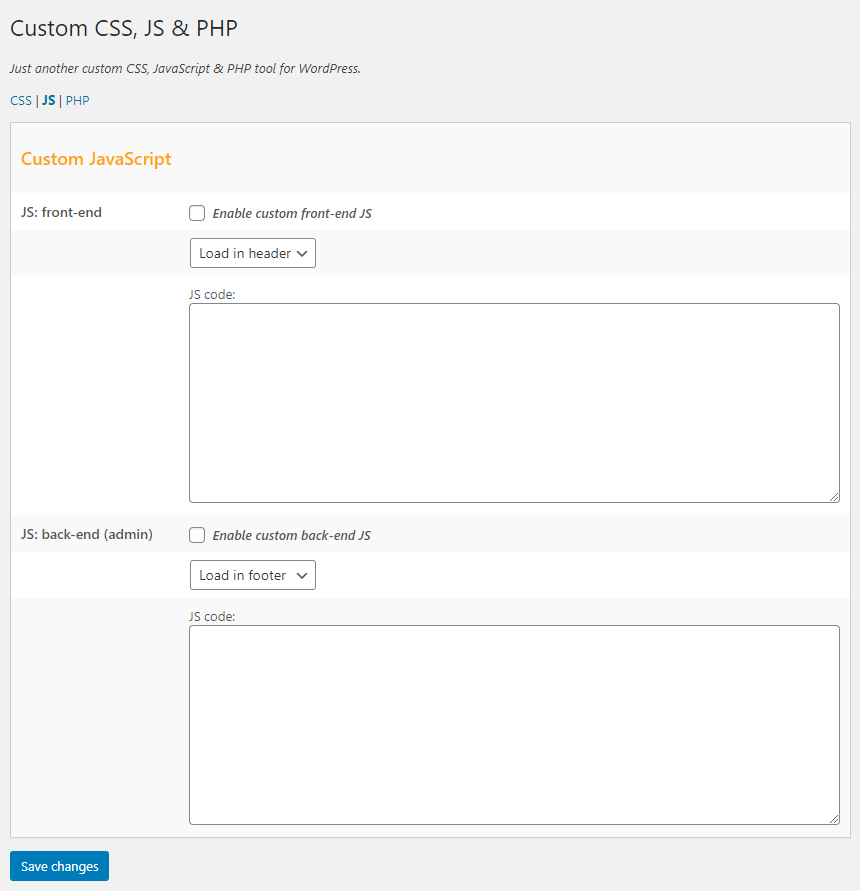 Custom CSS, JS & PHP
Just another custom CSS, JavaScript & PHP tool for WordPress.
CSS | JS | PHP
Custom JavaScript
JS: front-end
Enable custom front-end JS
Load in header
JS code:
JS: back-end (admin)
Enable custom back-end JS
Load in footer
JS code:
Save changes